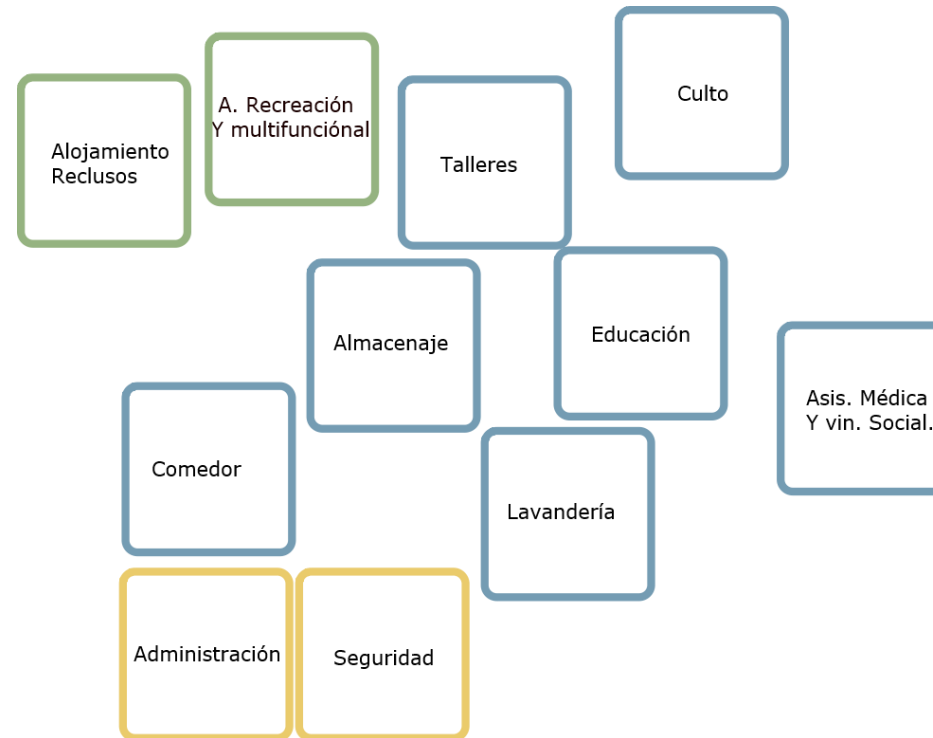 Alojamiento
Reclusos
A. Recreación
Y multifunciónal
Talleres
Culto
Almacenaje
Educación
Asis. Médica
Y vin. Social.
Comedor
Lavandería
Administración
Seguridad